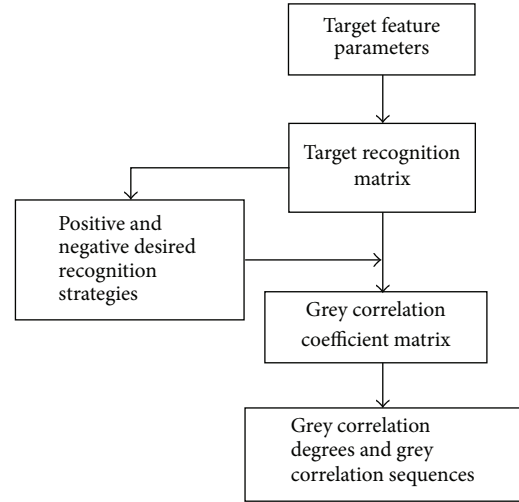 Target feature
parameters
Target recognition
matrix
Positive and
negative desired
recognition
strategies
Grey correlation
coefficient matrix
Grey correlation
degrees and grey
correlation sequences